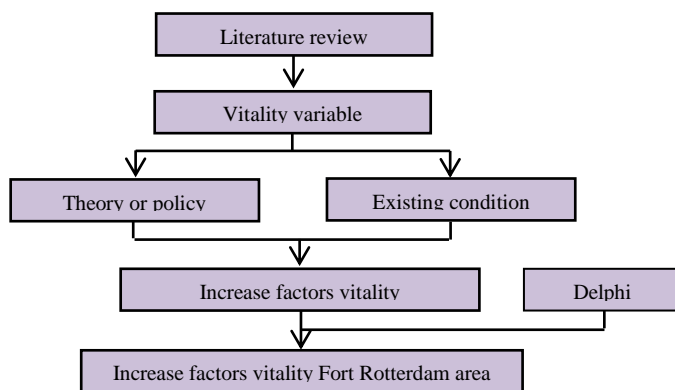 Literature review
Vitality variable
Theory or policy
Existing condition
Increase factors vitality
Delphi
Increase factors vitality Fort Rotterdam area